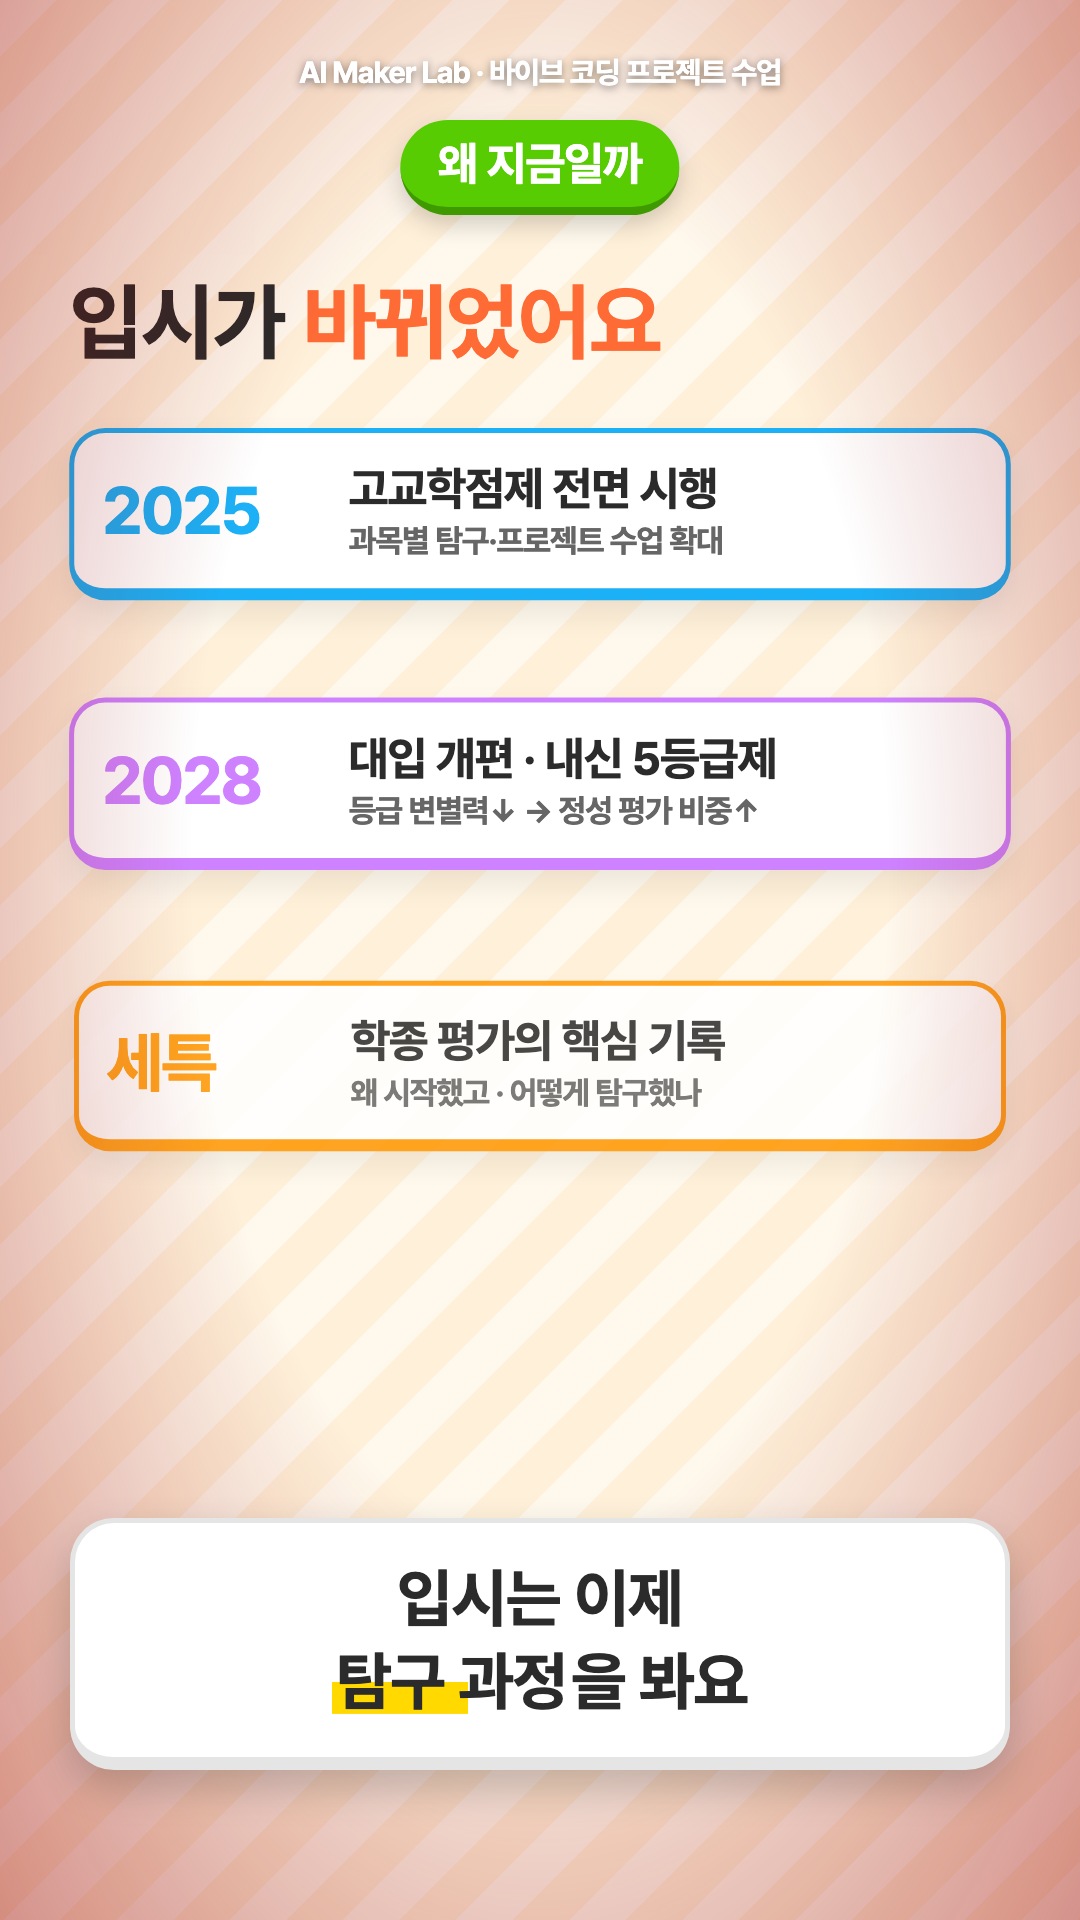 AI Maker Lab · 바이브 코딩 프로젝트 수업
왜 지금일까
입시가 바뀌었어요
2025
고교학점제 전면 시행
과목별 탐구·프로젝트 수업 확대
2028
대입 개편 · 내신 5등급제
등급 변별력↓ → 정성 평가 비중↑
세특
학종 평가의 핵심 기록
왜 시작했고 · 어떻게 탐구했나
입시는 이제
탐구 과정을 봐요